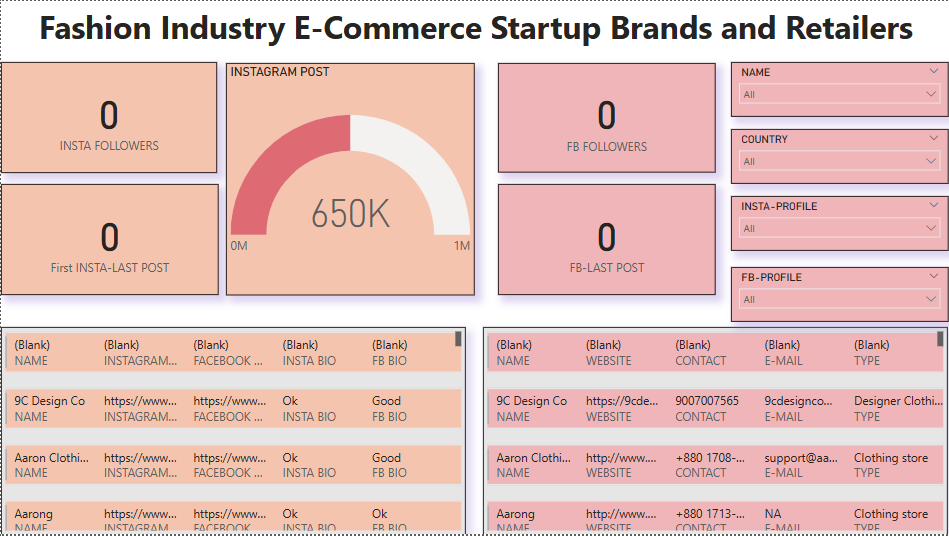 Fashion Industry E-Commerce Startup Brands and Retailers
0
INSTA FOLLOWERS
0
First INSTA-LAST POST
INSTAGRAM POST
650K
0M
1M
0
FB FOLLOWERS
0
FB-LAST POST
NAME
All
COUNTRY
All
INSTA-PROFILE
All
FB-PROFILE
All
(Blank) (Blank) (Blank) (Blank) (Blank)
NAME INSTAGRAM... FACEBOOK ... INSTA BIO FB BIO
9C Design Co https://www... https://www... Ok Good
NAME INSTAGRAM... FACEBOOK ... INSTA BIO FB BIO
Aaron Clothi... https://www... https://www... Ok Good
NAME INSTAGRAM... FACEBOOK ... INSTA BIO FB BIO
Aarong https://www... https://www... Ok Ok
NAME INSTAGRAM... FACEBOOK ... INSTA BIO FB BIO
(Blank) (Blank) (Blank) (Blank) (Blank)
NAME WEBSITE CONTACT E-MAIL TYPE
9C Design Co https://9cde... 9007007565 9cdesignco... Designer Clothi...
NAME WEBSITE CONTACT E-MAIL TYPE
Aaron Clothi... http://www.... +880 1708-... support@aa... Clothing store
NAME WEBSITE CONTACT E-MAIL TYPE
Aarong http://www.... +880 1713-... NA Clothing store
NAME WEBSITE CONTACT E-MAIL TYPE